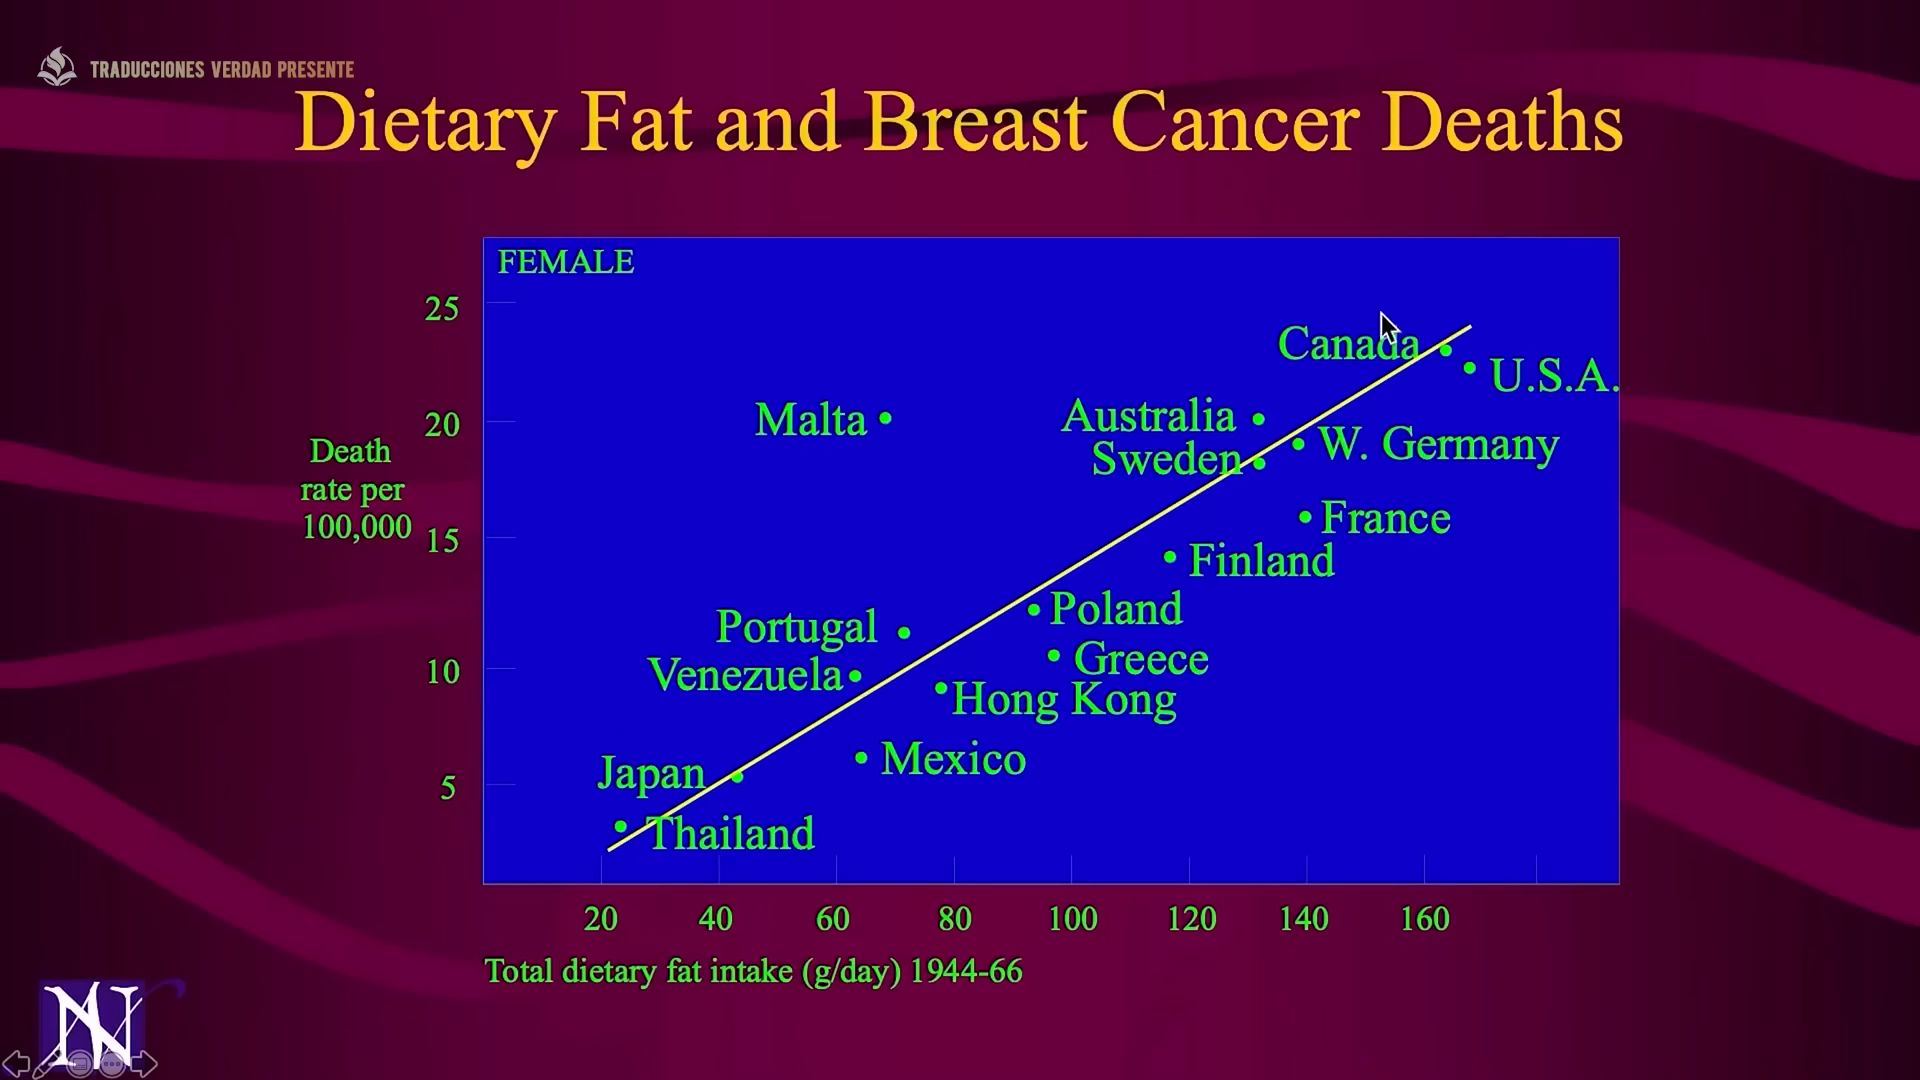 TRADUCCIONES VERDAD PRESENTE
Dietary Fat and Breast Cancer Deaths
FEMALE
25
Canada
U.S.A.
Malta
Australia
20
W. Germany
Sweden
Death
rate per
100,000
France
15
Finland
Poland
Portugal
Greece
Venezuela
10
Hong Kong
Mexico
Japan
5
Thailand
20 40 60 80 100 120 140 160
Total dietary fat intake (g/day) 1944-66
N